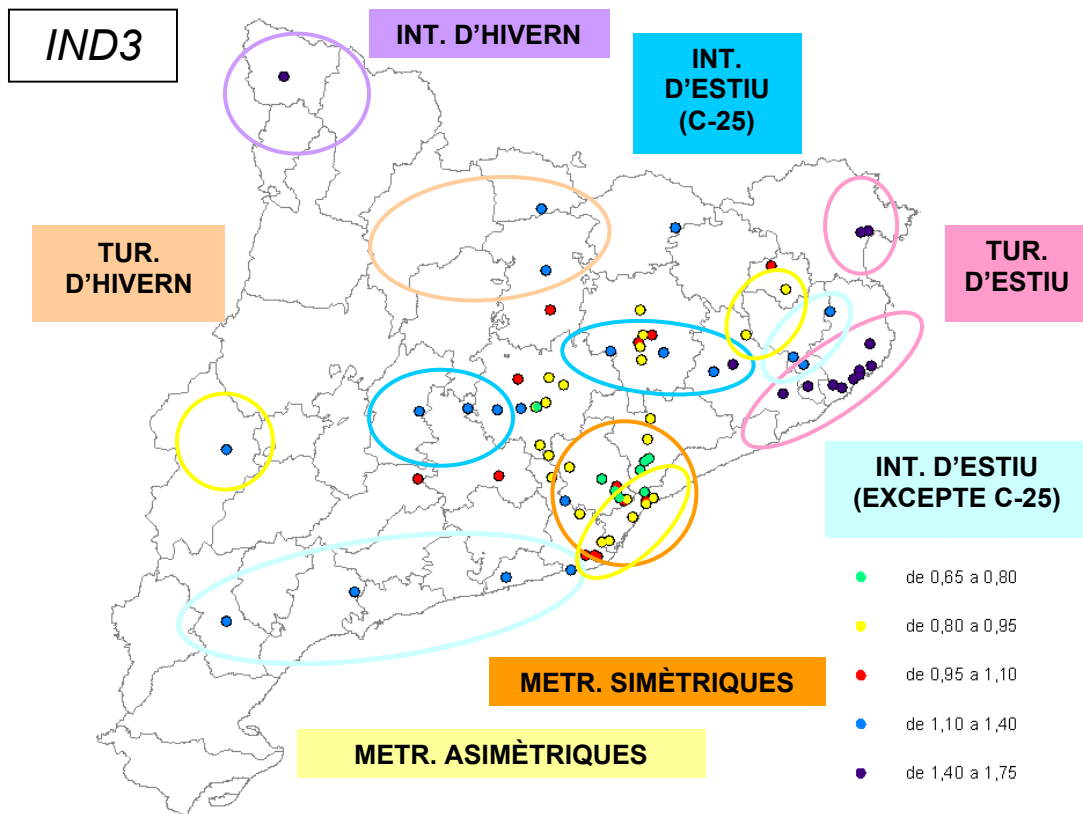 IND3
INT. D'HIVERN
INT.
D'ESTIU
(C-25)
TUR.
D'HIVERN
TUR.
D'ESTIU
INT. D'ESTIU
(EXCEPTE C-25)
de 0,65 a 0,80
de 0,80 a 0,95
de 0,95 a 1,10
de 1,10 a 1,40
de 1,40 a 1,75
METR. SIMÈTRIQUES
METR. ASIMÈTRIQUES